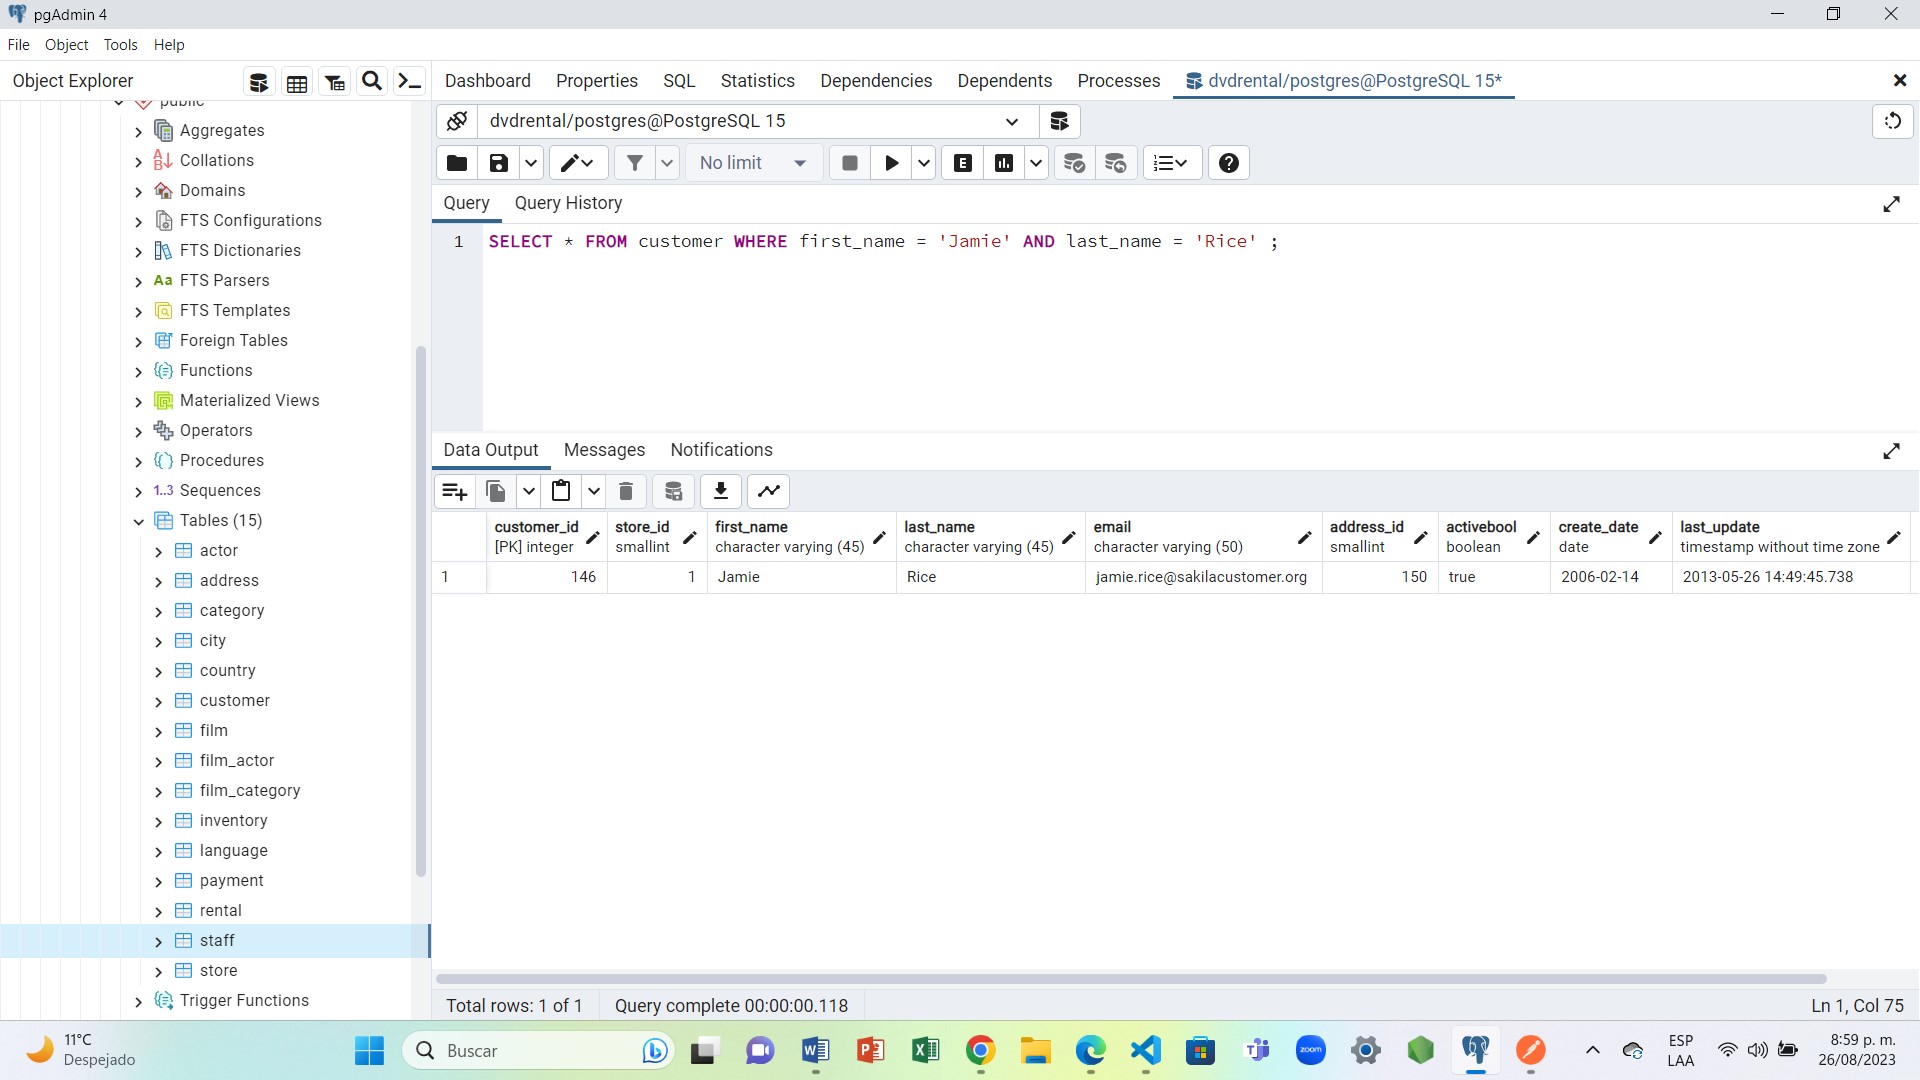 pgAdmin 4
File Object Tools Help
Object Explorer
Dashboard Properties SQL Statistics Dependencies Dependents Processes dvdrental/postgres@PostgreSQL 15*
public
Aggregates
Collations
Domains
FTS Configurations
FTS Dictionaries
Aa FTS Parsers
FTS Templates
Foreign Tables
Functions
Materialized Views
Operators
Procedures
1..3 Sequences
Tables (15)
actor
address
category
city
country
customer
film
film_actor
film_category
inventory
language
payment
rental
staff
store
Trigger Functions
dvdrental/postgres@PostgreSQL 15
No limit
E
Query Query History
1 SELECT * FROM customer WHERE first_name = 'Jamie' AND last_name = 'Rice' ;
Data Output Messages Notifications
customer_id store_id first_name last_name email address_id activebool create_date last_update
[PK] integer smallint character varying (45) character varying (45) character varying (50) smallint boolean date timestamp without time zone
1 146 1 Jamie Rice jamie.rice@sakilacustomer.org 150 true 2006-02-14 2013-05-26 14:49:45.738
Total rows: 1 of 1 Query complete 00:00:00.118 Ln 1, Col 75
11°C
Despejado
Buscar
zoom
ESP
LAA
8:59 p. m.
26/08/2023